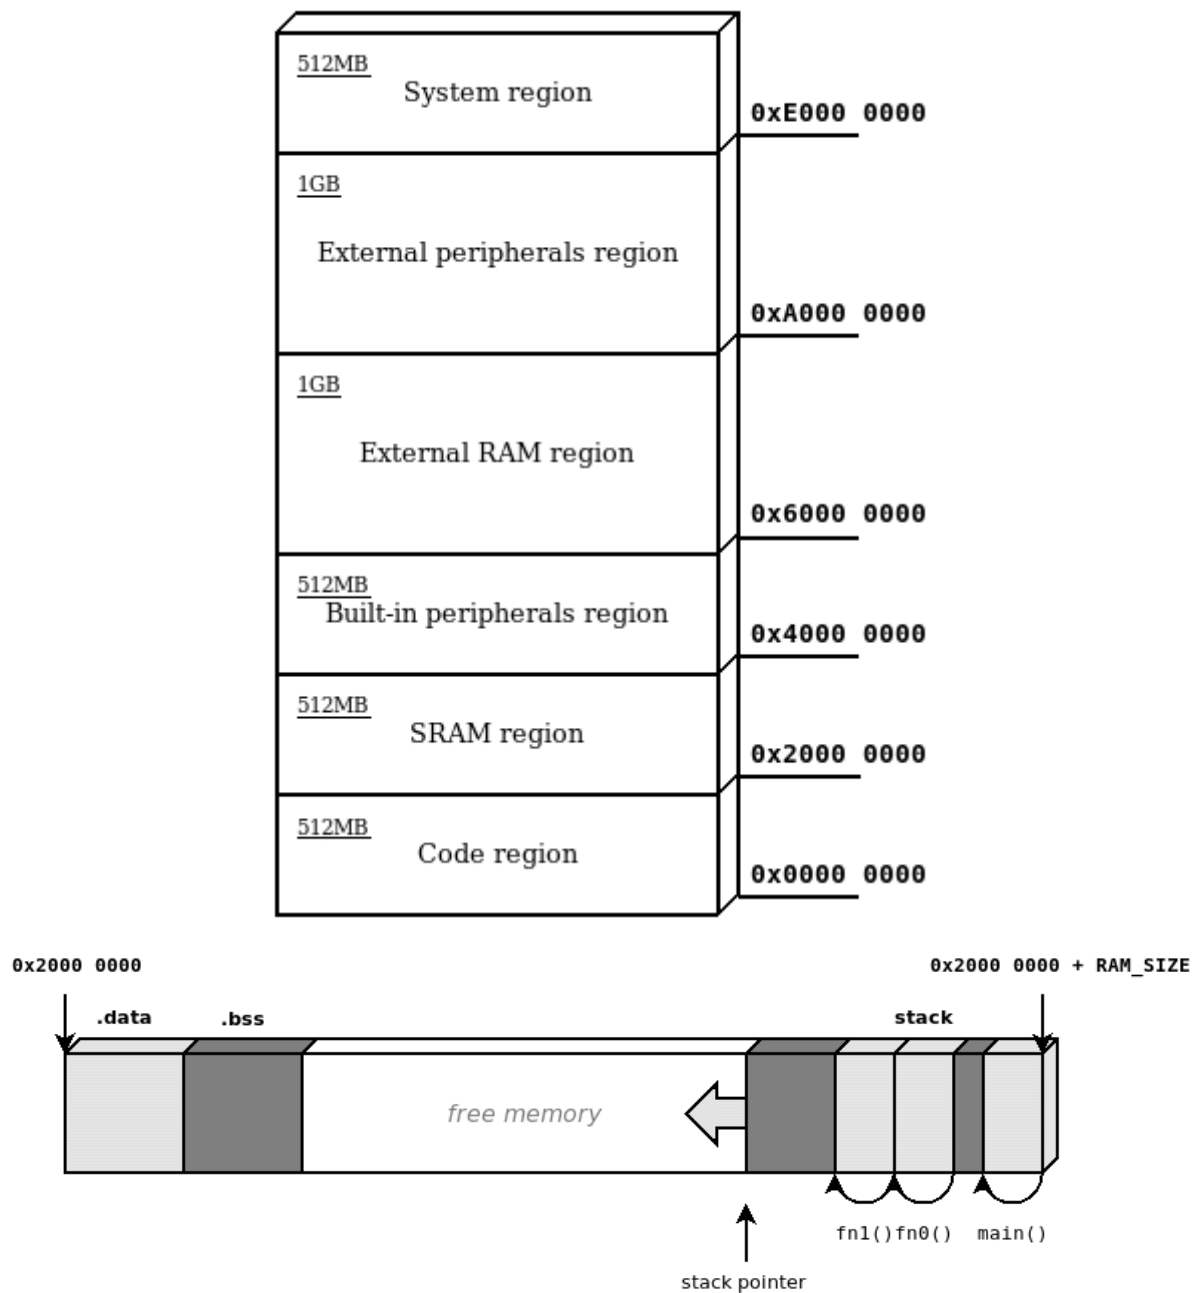 512MB
System region
0xE000 0000
1GB
External peripherals region
0xA000 0000
1GB
External RAM region
0x6000 0000
512MB
Built-in peripherals region
0x4000 0000
512MB
SRAM region
0x2000 0000
512MB
Code region
0x0000 0000
0x2000 0000
0x2000 0000 + RAM_SIZE
.data
.bss
stack
free memory
fn1()
fn0()
main()
stack pointer